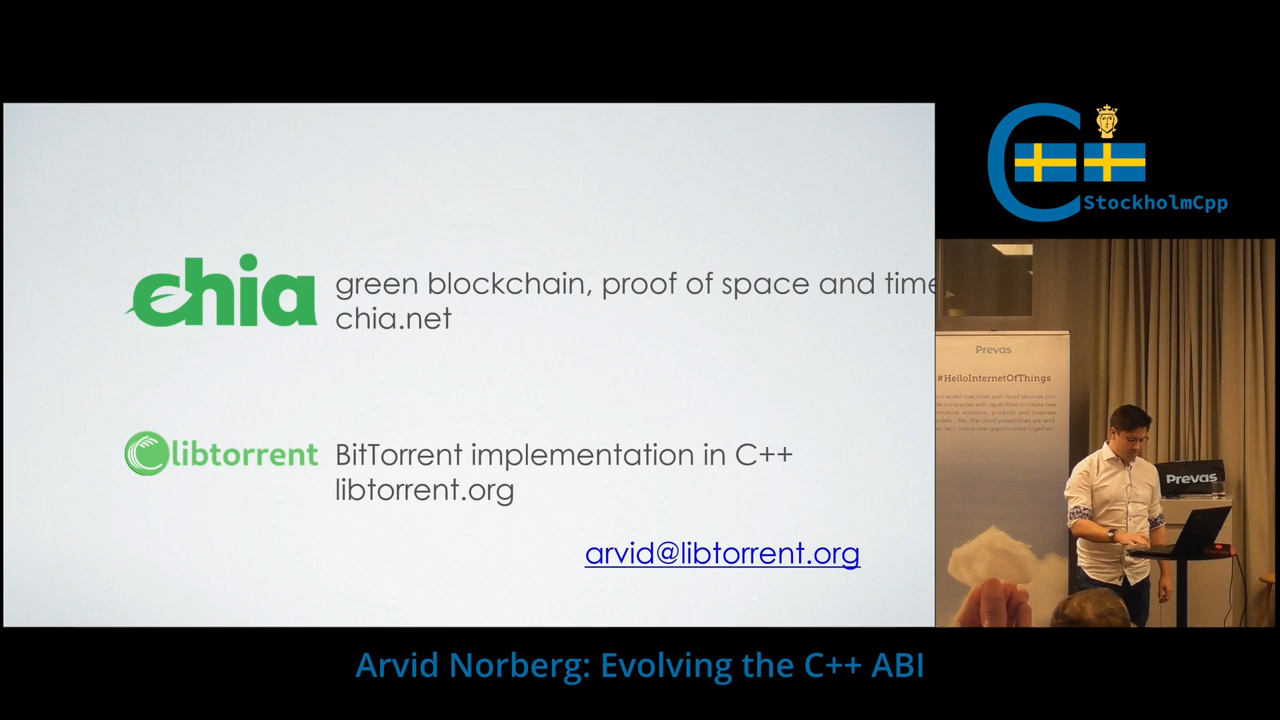 chia
green blockchain, proof of space and time
chia.net
libtorrent
BitTorrent implementation in C++
libtorrent.org
arvid@libtorrent.org
C++
StockholmCpp
Prevas
#HelloInternetOfThings
Prevas
Arvid Norberg: Evolving the C++ ABI